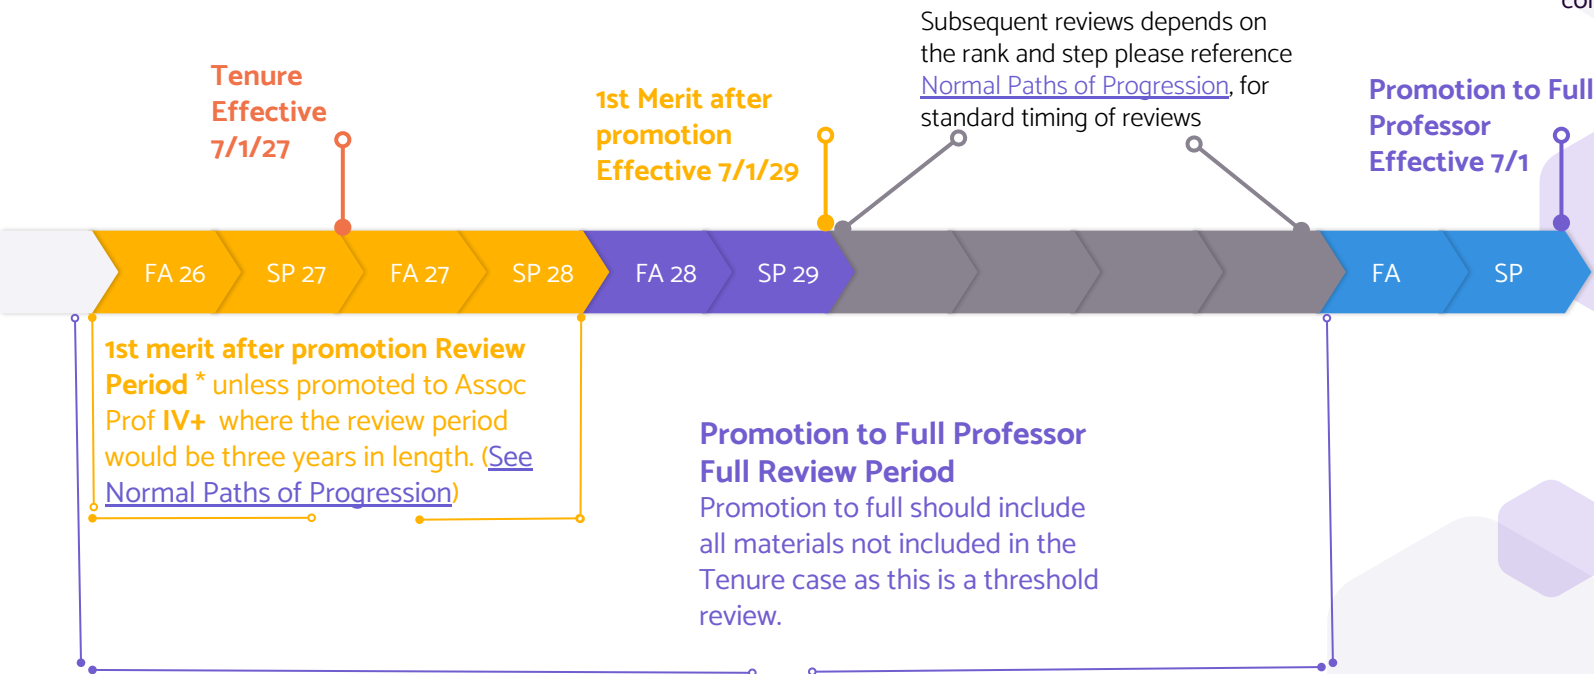 Subsequent reviews depends on
the rank and step please reference
Normal Paths of Progression, for
standard timing of reviews
Tenure
Effective
7/1/27
1st Merit after
promotion
Effective 7/1/29
Promotion to Full
Professor
Effective 7/1
FA 26
SP 27
FA 27
SP 28
FA 28
SP 29
FA
SP
1st merit after promotion Review
Period * unless promoted to Assoc
Prof IV+ where the review period
would be three years in length. (See
Normal Paths of Progression)
Promotion to Full Professor
Full Review Period
Promotion to full should include
all materials not included in the
Tenure case as this is a threshold
review.